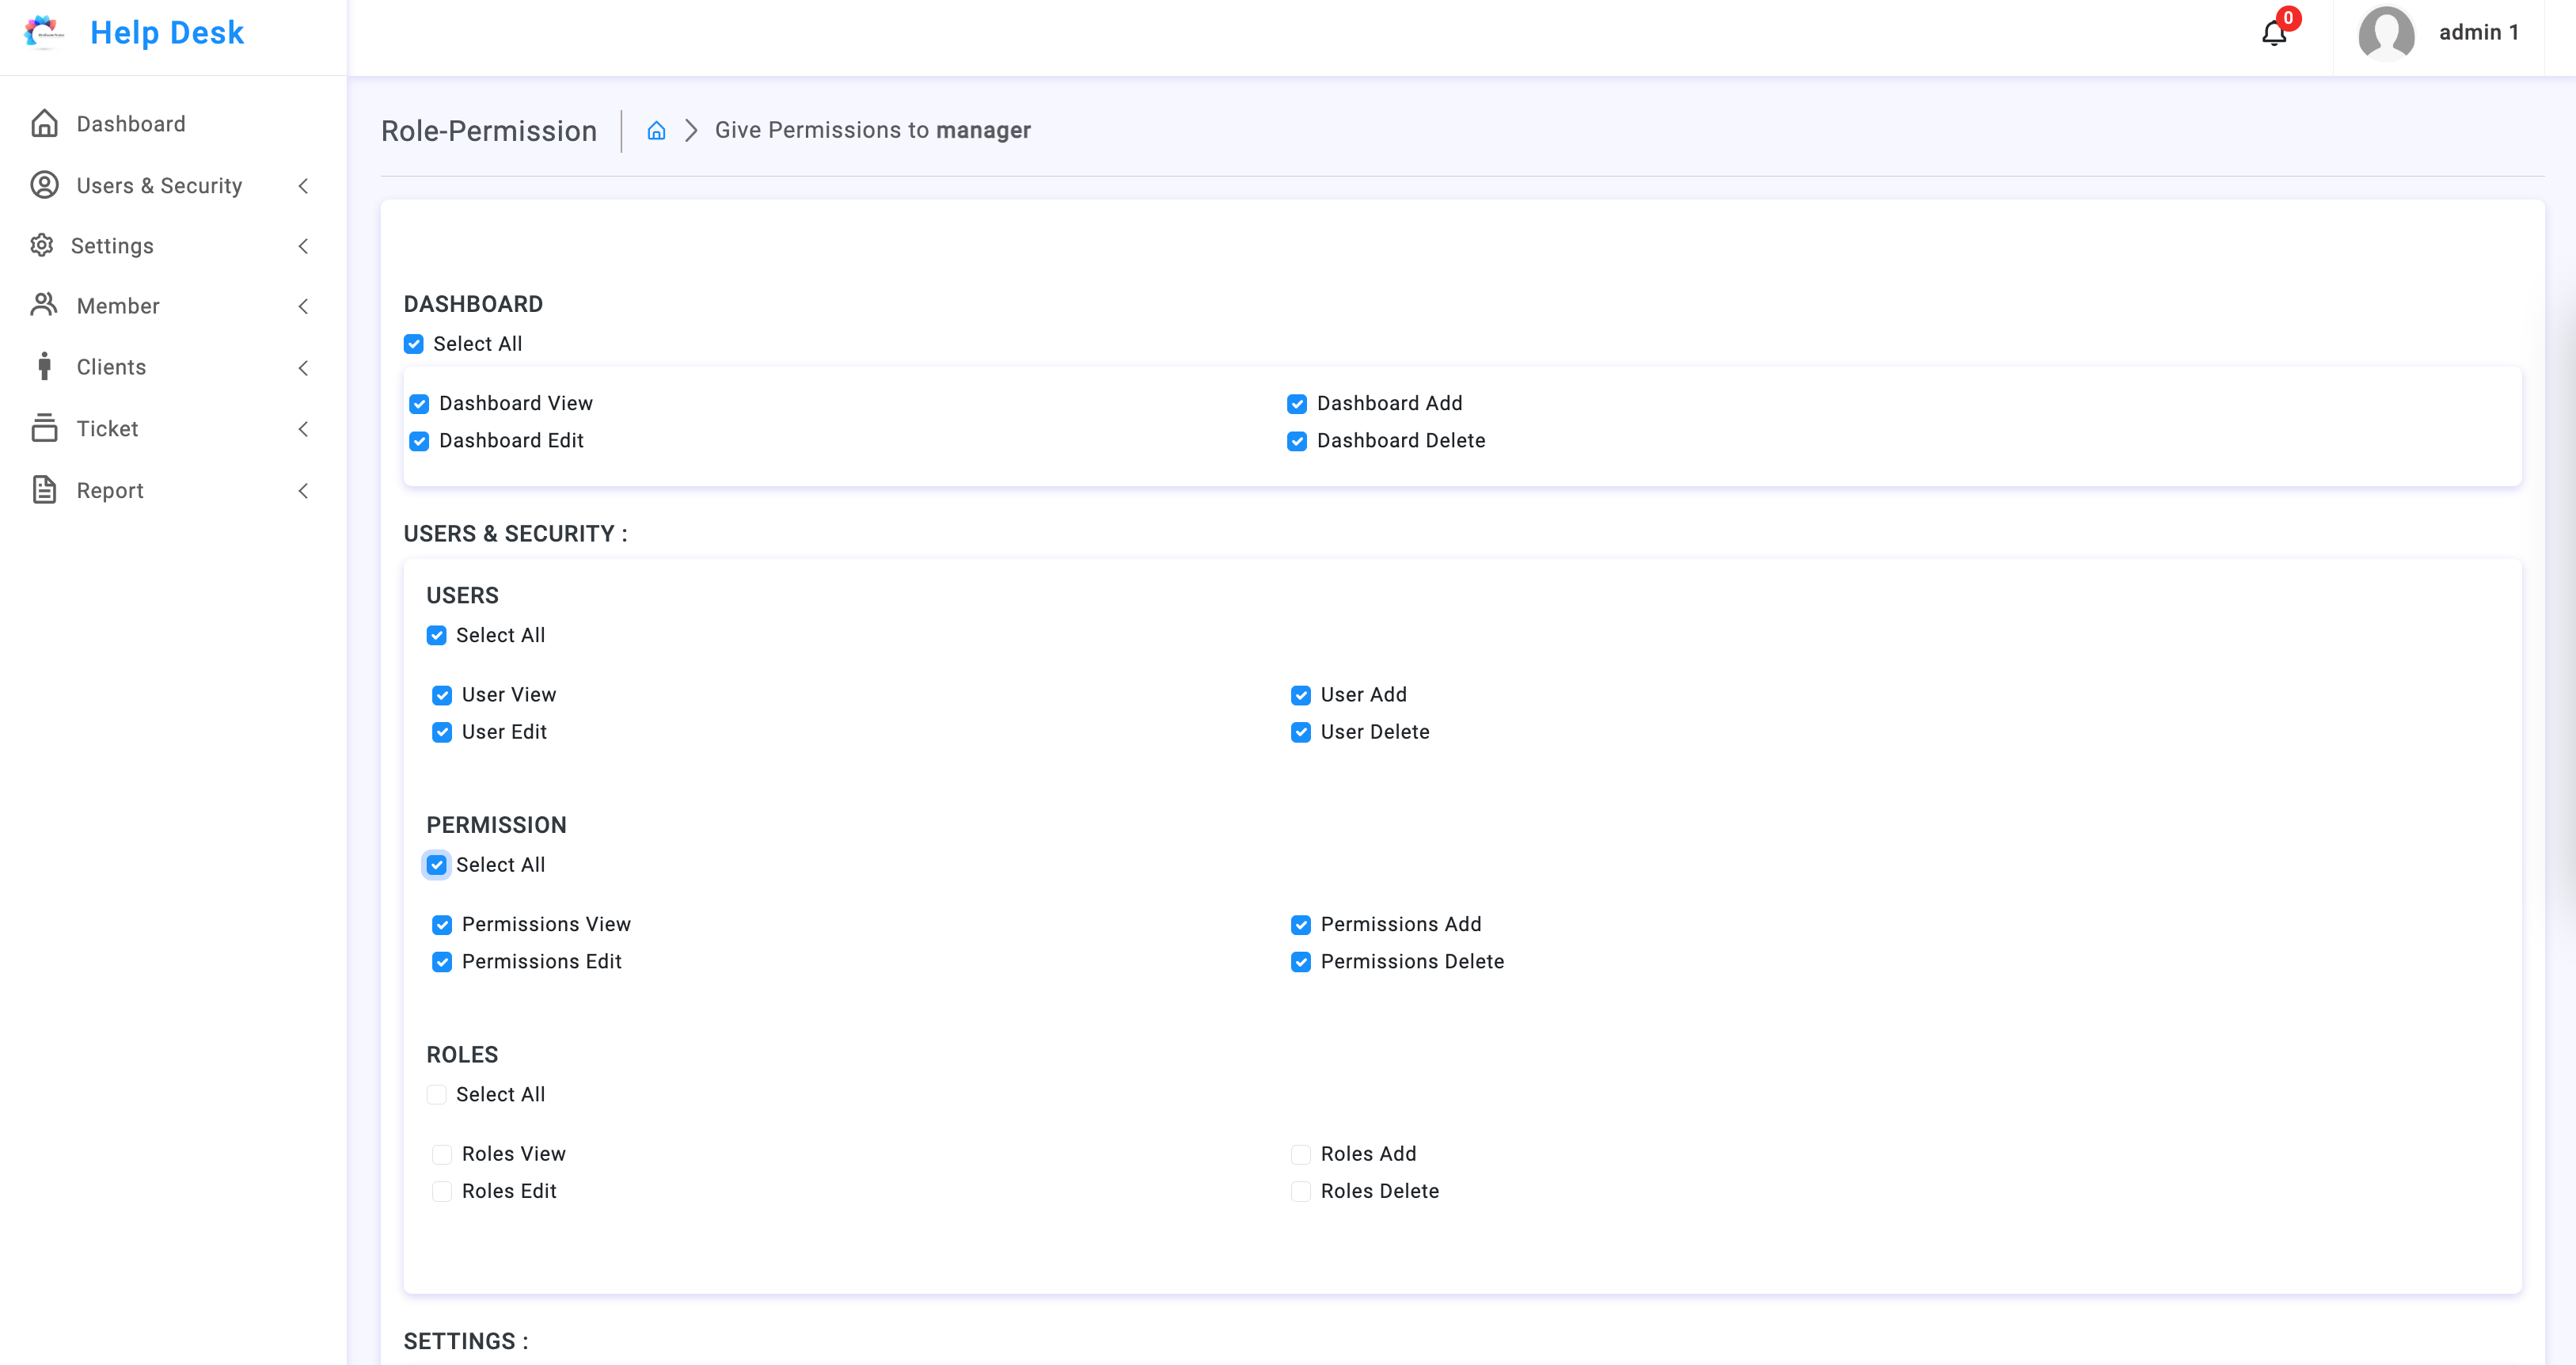 Help Desk
0
admin 1
Dashboard
Users & Security
Settings
Member
Clients
Ticket
Report
Role-Permission
Give Permissions to manager
DASHBOARD
Select All
Dashboard View
Dashboard Add
Dashboard Edit
Dashboard Delete
USERS & SECURITY :
USERS
Select All
User View
User Add
User Edit
User Delete
PERMISSION
Select All
Permissions View
Permissions Add
Permissions Edit
Permissions Delete
ROLES
Select All
Roles View
Roles Add
Roles Edit
Roles Delete
SETTINGS :